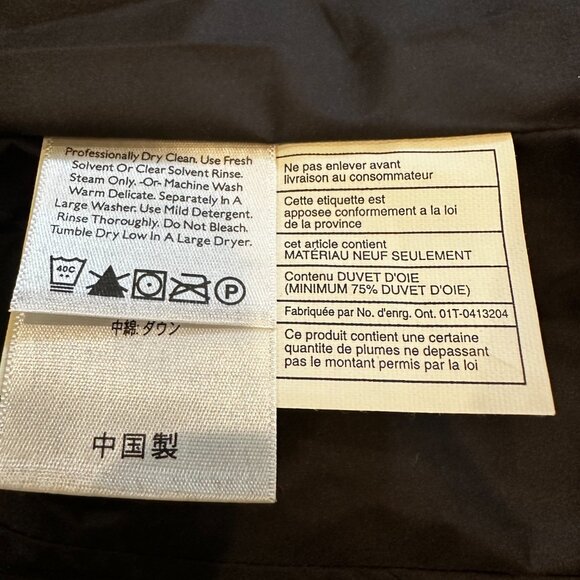 Professionally Dry Clean. Use Fresh
Solvent Or Clear Solvent Rinse.
Steam Only. -Or- Machine Wash
Warm Delicate. Separately In A
Large Washer. Use Mild Detergent.
Rinse Thoroughly. Do Not Bleach.
Tumble Dry Low In A Large Dryer.
40C
P
中綿: ダウン
中国製
Ne pas enlever avant
livraison au consommateur
Cette etiquette est
apposee conformement a la loi
de la province
cet article contient
MATÉRIAU NEUF SEULEMENT
Contenu DUVET D'OIE
(MINIMUM 75% DUVET D'OIE)
Fabriquée par No. d'enrg. Ont. 01T-0413204
Ce produit contient une certaine
quantite de plumes ne depassant
pas le montant permis par la loi